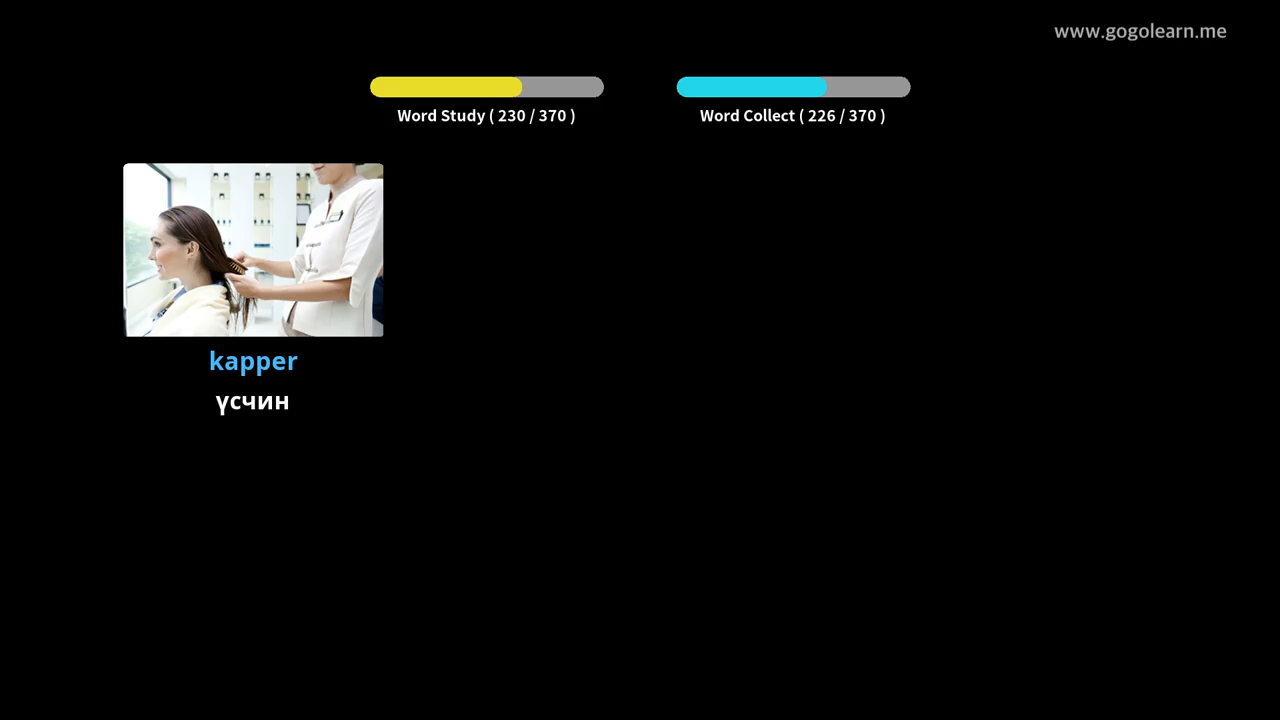 www.gogolearn.me
Word Study ( 230 / 370 )
Word Collect ( 226 / 370 )
kapper
үсчин